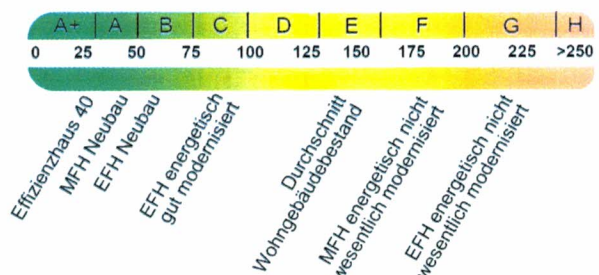 A+ A B C D E F G H
0 25 50 75 100 125 150 175 200 225 >250
Effizienzhaus 40
MFH Neubau
EFH Neubau
EFH energetisch
gut modernisiert
Durchschnitt
Wohngebäudebestand
MFH energetisch nicht
wesentlich modernisiert
EFH energetisch nicht
wesentlich modernisiert